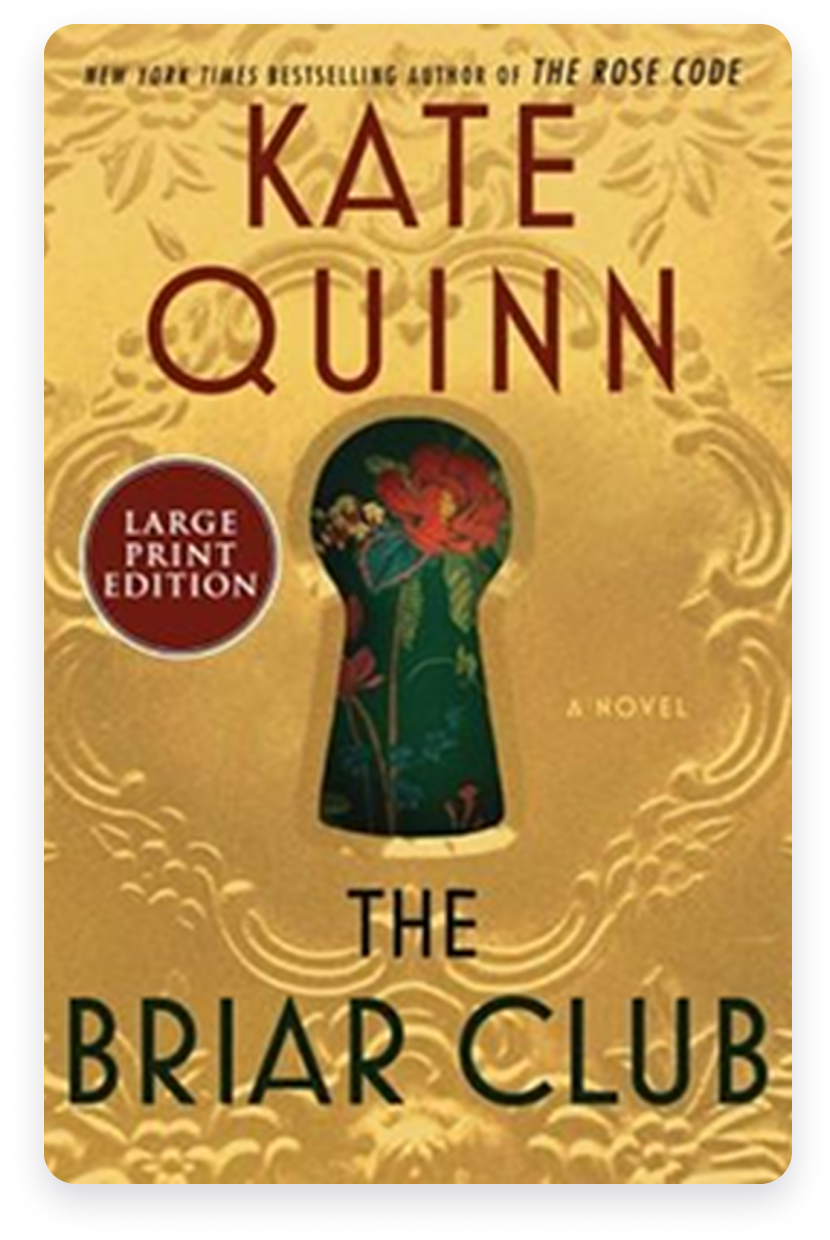 NEW YORK TIMES BESTSELLING AUTHOR OF THE ROSE CODE
KATE
QUINN
LARGE
PRINT
EDITION
A NOVEL
THE
BRIAR CLUB